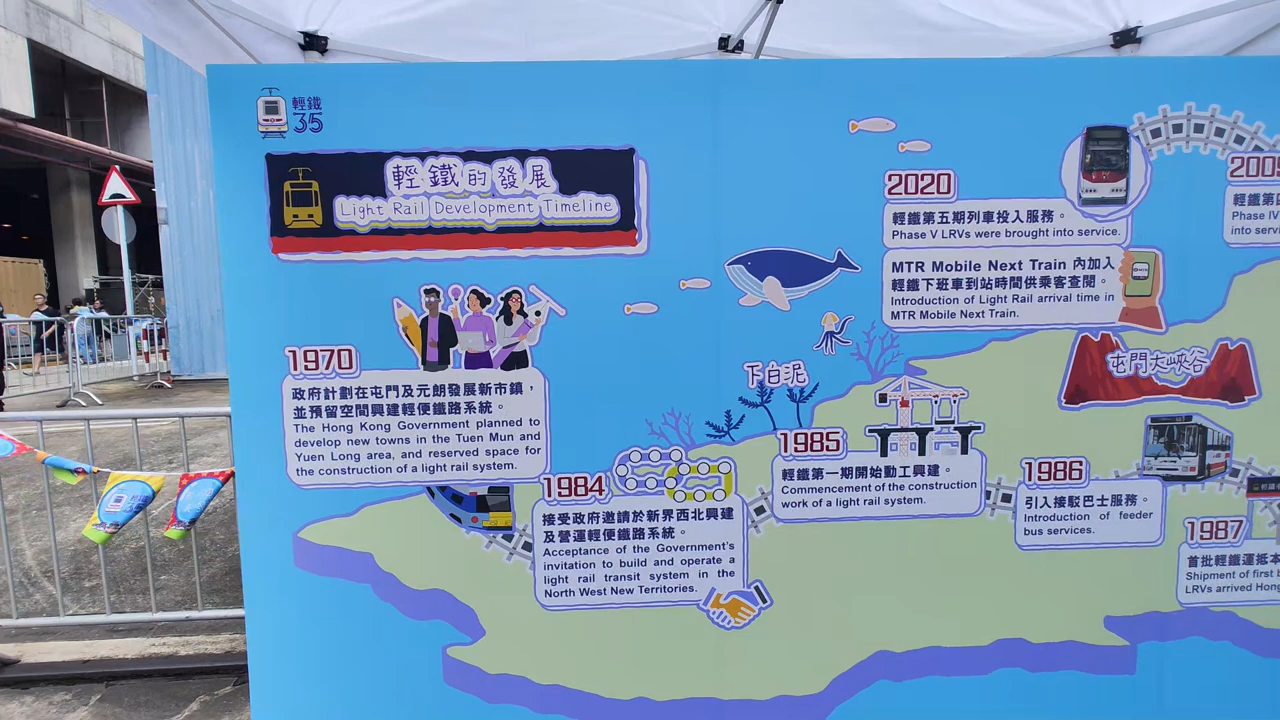 輕鐵
35
輕鐵的發展
Light Rail Development Timeline
1970
政府計劃在屯門及元朗發展新市鎮，
並預留空間興建輕便鐵路系統。
The Hong Kong Government planned to
develop new towns in the Tuen Mun and
Yuen Long area, and reserved space for
the construction of a light rail system.
1984
接受政府邀請於新界西北興建
及營運輕便鐵路系統。
Acceptance of the Government's
invitation to build and operate a
light rail transit system in the
North West New Territories.
下白泥
1985
輕鐵第一期開始動工興建。
Commencement of the construction
work of a light rail system.
1986
引入接駁巴士服務。
Introduction of feeder
bus services.
1987
首批輕鐵運抵本
Shipment of first
LRVs arrived Hong
屯門大峽谷
2020
輕鐵第五期列車投入服務。
Phase V LRVs were brought into service.
MTR Mobile Next Train 內加入
輕鐵下班車到站時間供乘客查閱。
Introduction of Light Rail arrival time in
MTR Mobile Next Train.
2009
輕鐵第
Phase IV
into servi